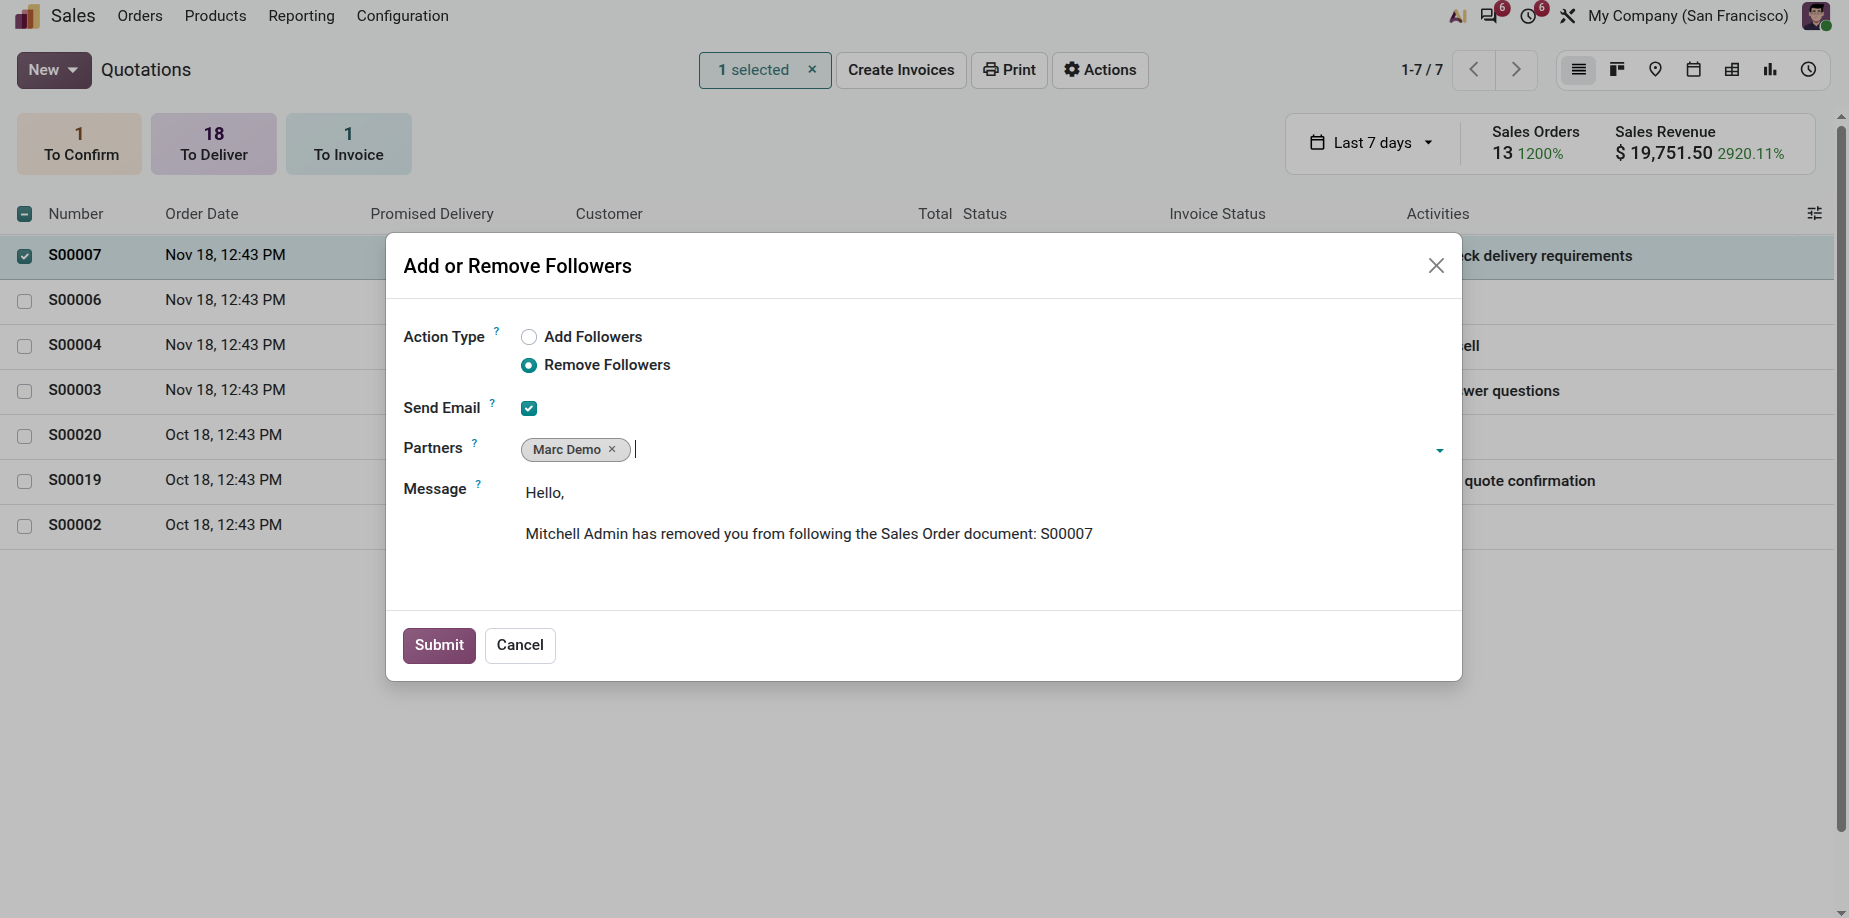 Sales Orders Products Reporting Configuration AI 6 6 My Company (San Francisco)
New Quotations 1 selected × Create Invoices Print Actions 1-7 / 7
1 To Confirm
18 To Deliver
1 To Invoice
Last 7 days
Sales Orders
13 1200%
Sales Revenue
$ 19,751.50 2920.11%
Number Order Date Promised Delivery Customer Total Status Invoice Status Activities
S00007 Nov 18, 12:43 PM delivery requirements
S00006 Nov 18, 12:43 PM
S00004 Nov 18, 12:43 PM
S00003 Nov 18, 12:43 PM questions
S00020 Oct 18, 12:43 PM
S00019 Oct 18, 12:43 PM quote confirmation
S00002 Oct 18, 12:43 PM
Add or Remove Followers
Action Type ? Add Followers
Remove Followers
Send Email ?
Partners ? Marc Demo ×
Message ? Hello,
Mitchell Admin has removed you from following the Sales Order document: S00007
Submit Cancel